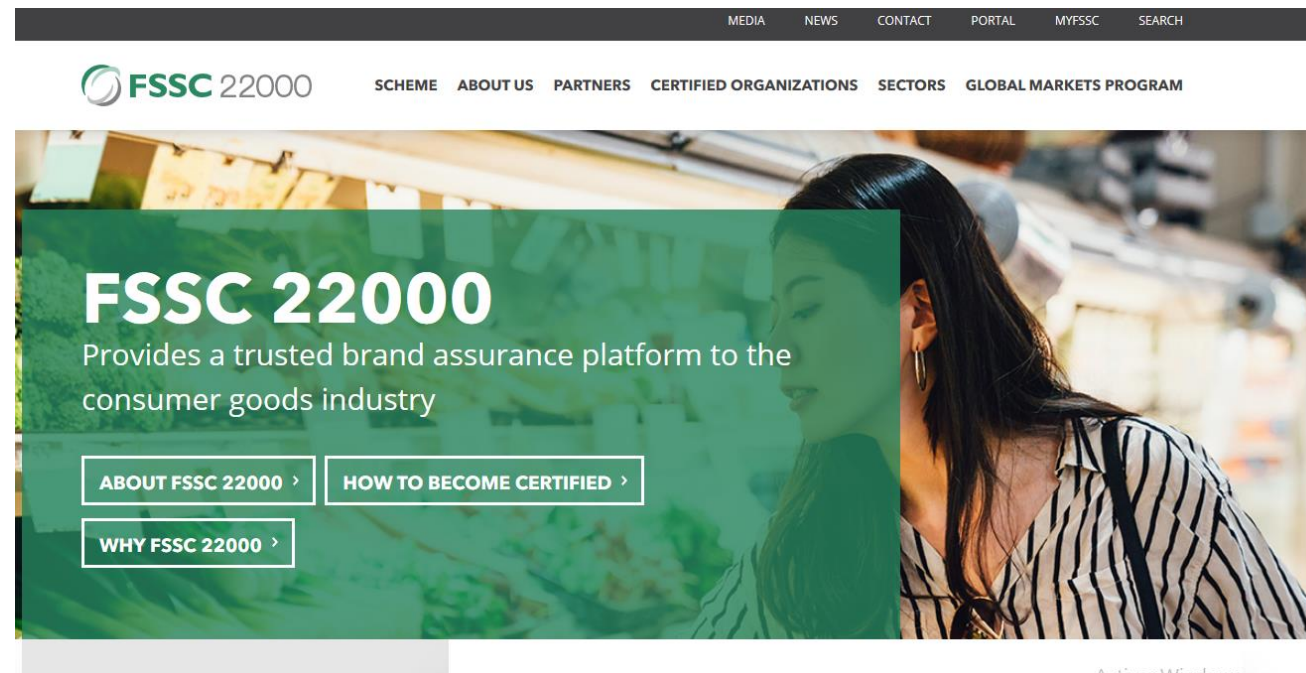 MEDIA NEWS CONTACT PORTAL MYFSSC SEARCH
FSSC 22000
SCHEME ABOUT US PARTNERS CERTIFIED ORGANIZATIONS SECTORS GLOBAL MARKETS PROGRAM
FSSC 22000
Provides a trusted brand assurance platform to the
consumer goods industry
ABOUT FSSC 22000 › HOW TO BECOME CERTIFIED ›
WHY FSSC 22000 ›